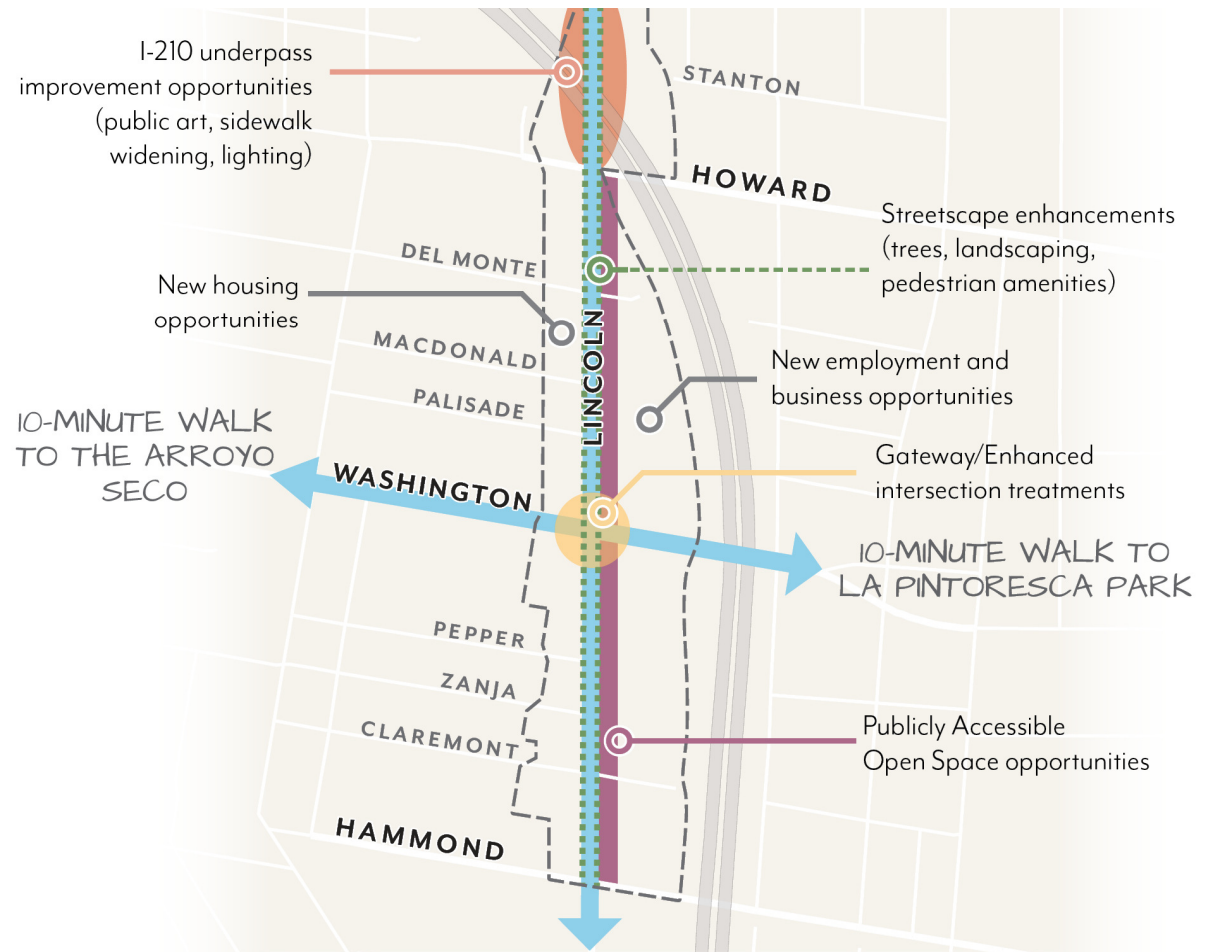 I-210 underpass
improvement opportunities
(public art, sidewalk
widening, lighting)
STANTON
HOWARD
Streetscape enhancements
(trees, landscaping,
pedestrian amenities)
DEL MONTE
New housing
opportunities
LINCOLN
MACDONALD
New employment and
business opportunities
PALISADE
10-MINUTE WALK
TO THE ARROYO
SECO
WASHINGTON
Gateway/Enhanced
intersection treatments
10-MINUTE WALK TO
LA PINTORESCA PARK
PEPPER
ZANJA
CLAREMONT
Publicly Accessible
Open Space opportunities
HAMMOND